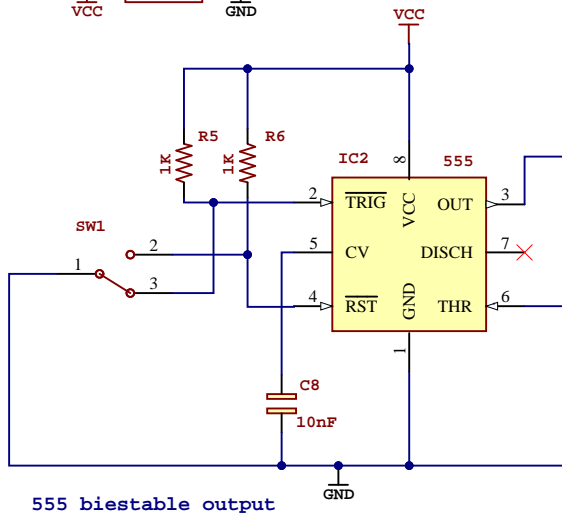 VCC
GND
VCC
R5
R6
1K
1K
IC2
555
8
2
TRIG
VCC
OUT
3
SW1
2
5
CV
DISCH
7
1
3
4
RST
GND
THR
6
1
C8
10nF
GND
555 biestable output